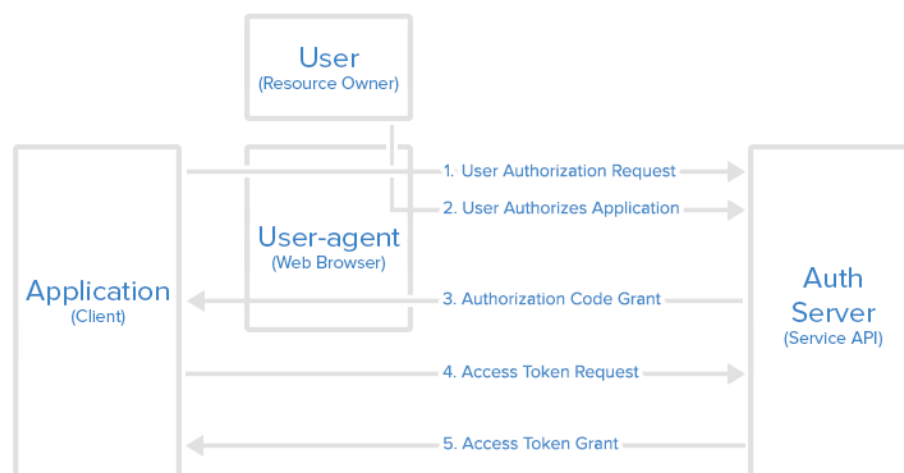 User
(Resource Owner)
1. User Authorization Request
2. User Authorizes Application
User-agent
(Web Browser)
Application
(Client)
3. Authorization Code Grant
Auth
Server
(Service API)
4. Access Token Request
5. Access Token Grant